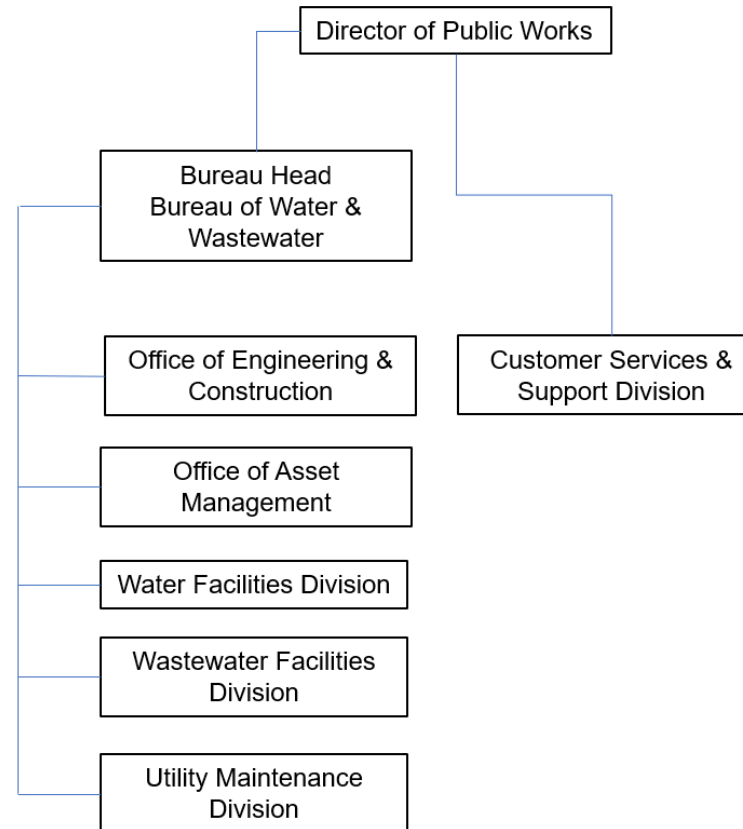 Director of Public Works
Bureau Head
Bureau of Water &
Wastewater
Office of Engineering &
Construction
Customer Services &
Support Division
Office of Asset
Management
Water Facilities Division
Wastewater Facilities
Division
Utility Maintenance
Division